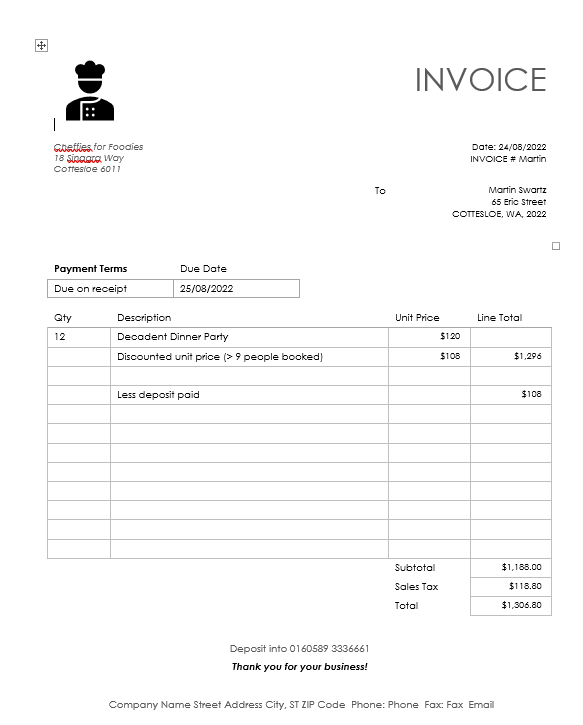 INVOICE
Cheffies for Foodies
18 Singara Way
Cottesloe 6011
Date: 24/08/2022
INVOICE # Martin
To
Martin Swartz
65 Eric Street
COTTESLOE, WA, 2022
Payment Terms Due Date
Due on receipt 25/08/2022
Qty Description Unit Price Line Total
12 Decadent Dinner Party $120
Discounted unit price (> 9 people booked) $108 $1,296
Less deposit paid $108
Subtotal $1,188.00
Sales Tax $118.80
Total $1,306.80
Deposit into 0160589 3336661
Thank you for your business!
Company Name Street Address City, ST ZIP Code Phone: Phone Fax: Fax Email